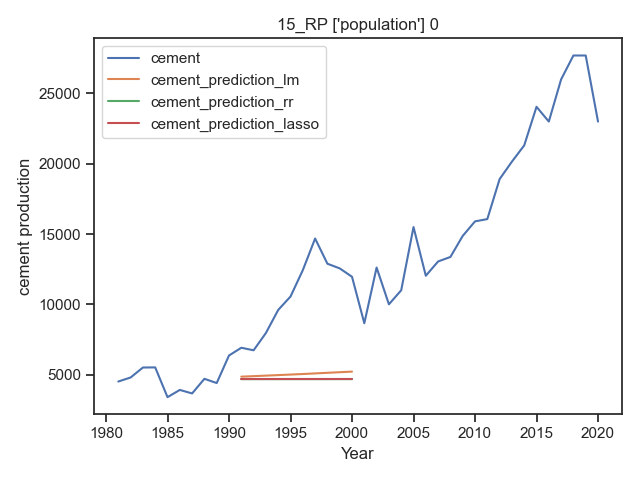 15_RP ['population'] 0
cement
cement_prediction_lm
cement_prediction_rr
cement_prediction_lasso
cement production
25000
20000
15000
10000
5000
1980 1985 1990 1995 2000 2005 2010 2015 2020
Year